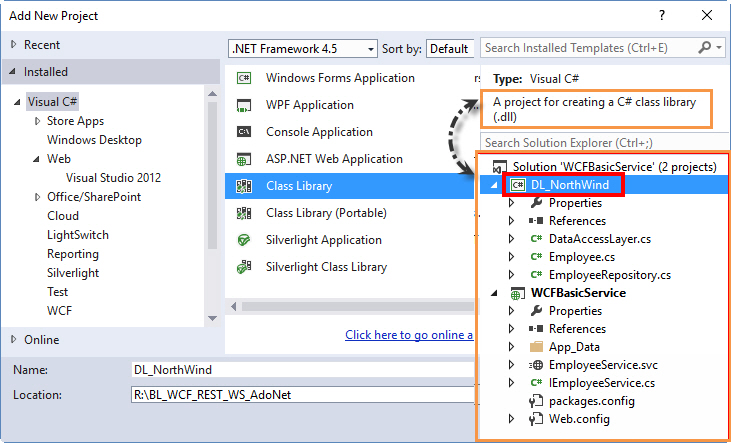 Add New Project
?
Recent
Installed
Visual C#
Store Apps
Windows Desktop
Web
Visual Studio 2012
Office/SharePoint
Cloud
LightSwitch
Reporting
Silverlight
Test
WCF
Online
.NET Framework 4.5
Sort by:
Default
Search Installed Templates (Ctrl+E)
C# Windows Forms Application
WPF Application
C# Console Application
ASP.NET Web Application
Class Library
Class Library (Portable)
Silverlight Application
Silverlight Class Library
Click here to go online a
Type: Visual C#
A project for creating a C# class library
(.dll)
Search Solution Explorer (Ctrl+;)
Solution 'WCFBasicService' (2 projects)
C# DL_NorthWind
Properties
References
C# DataAccessLayer.cs
C# Employee.cs
C# EmployeeRepository.cs
WCFBasicService
Properties
References
App_Data
EmployeeService.svc
C# IEmployeeService.cs
packages.config
Web.config
Name:
DL_NorthWind
Location:
R:\BL_WCF_REST_WS_AdoNet